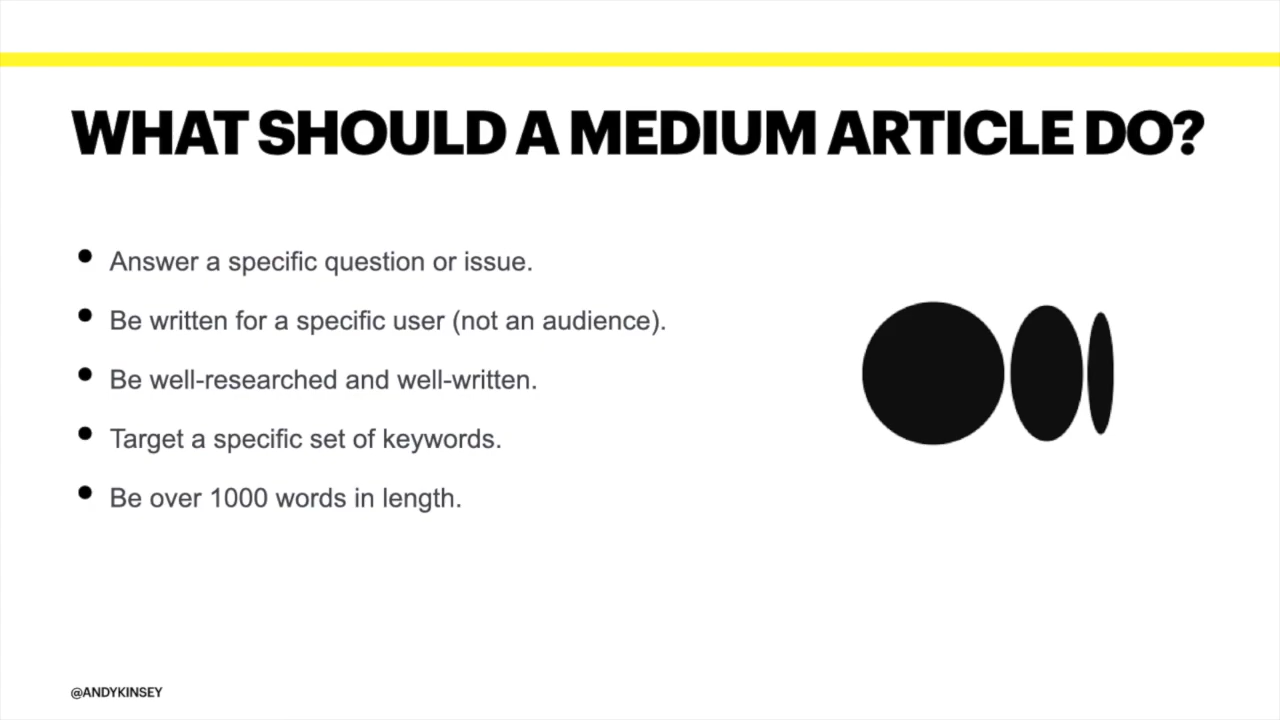 WHAT SHOULD A MEDIUM ARTICLE DO?
Answer a specific question or issue.
Be written for a specific user (not an audience).
Be well-researched and well-written.
Target a specific set of keywords.
Be over 1000 words in length.
@ANDYKINSEY